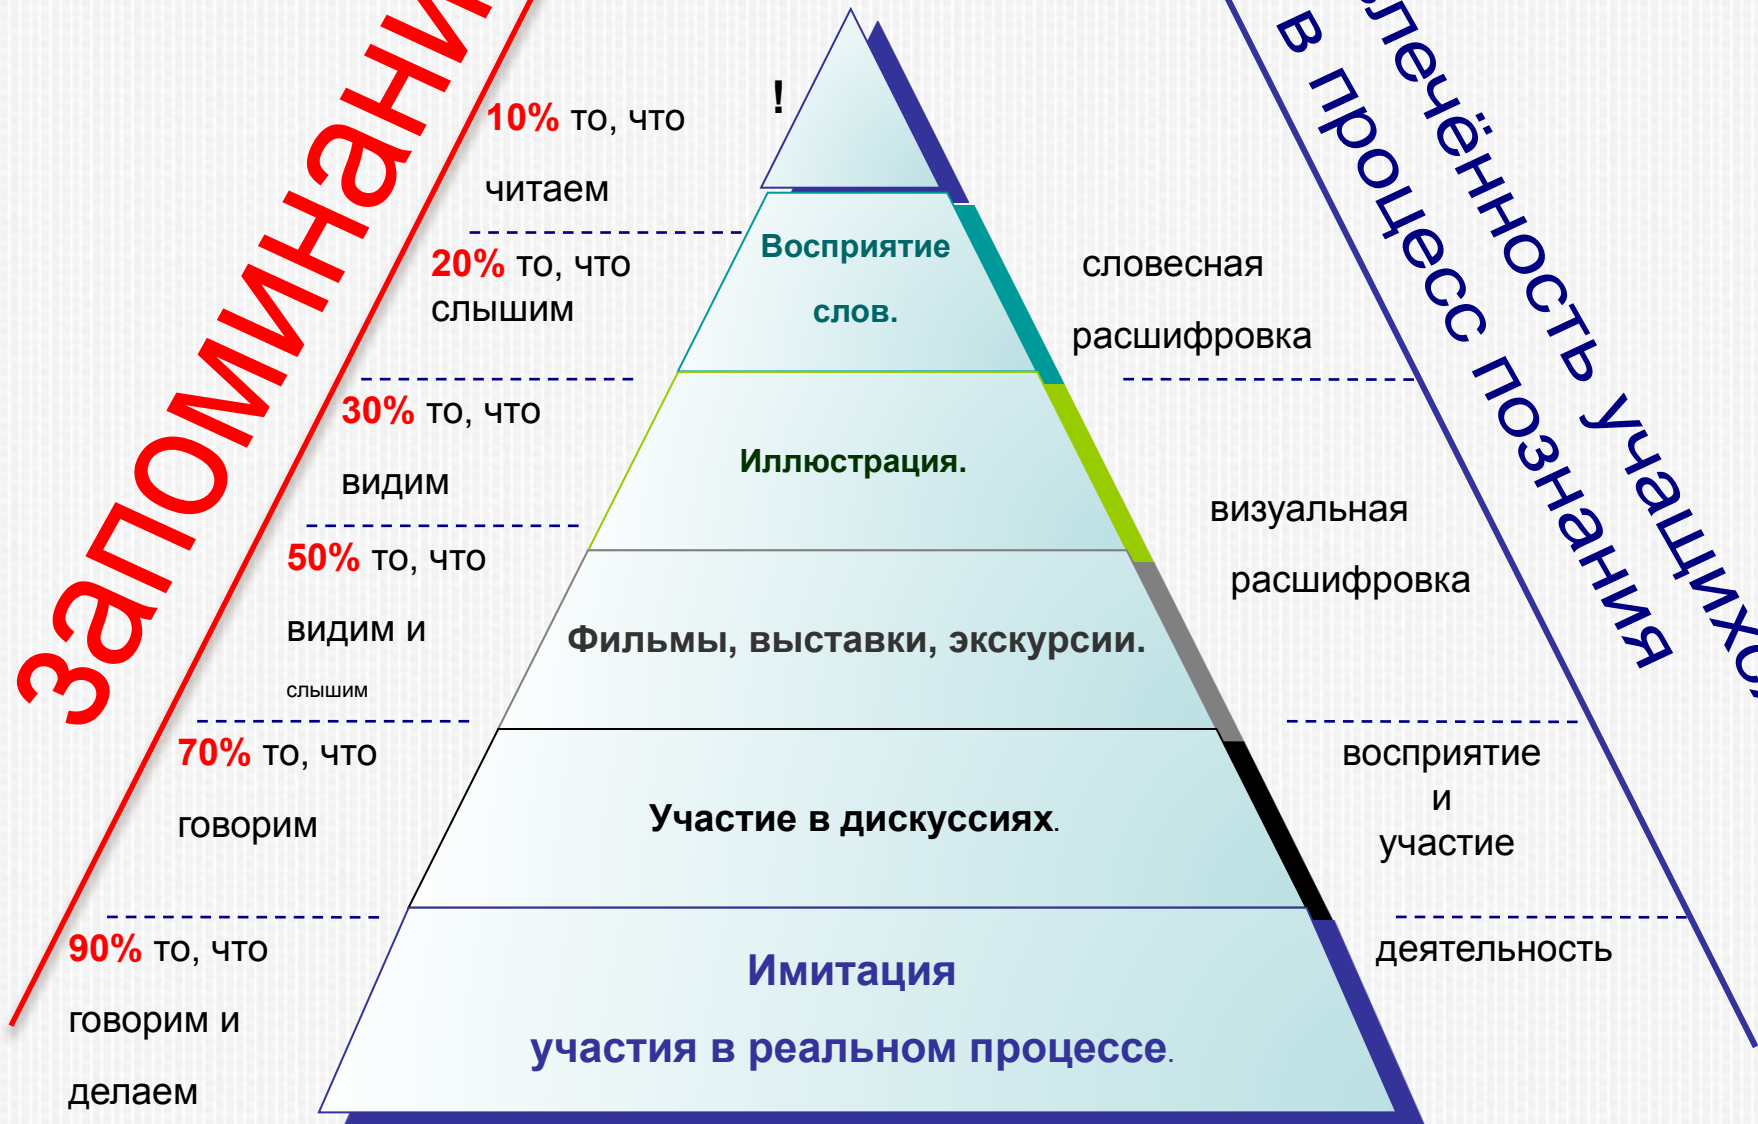 запоминани
10% то, что
читаем
20% то, что
слышим
30% то, что
видим
50% то, что
видим и
слышим
70% то, что
говорим
90% то, что
говорим и
делаем
!
Восприятие
слов.
Иллюстрация.
Фильмы, выставки, экскурсии.
Участие в дискуссиях.
Имитация
участия в реальном процессе.
словесная
расшифровка
визуальная
расшифровка
восприятие
и
участие
деятельность
влечённость учащихся
в процесс познания